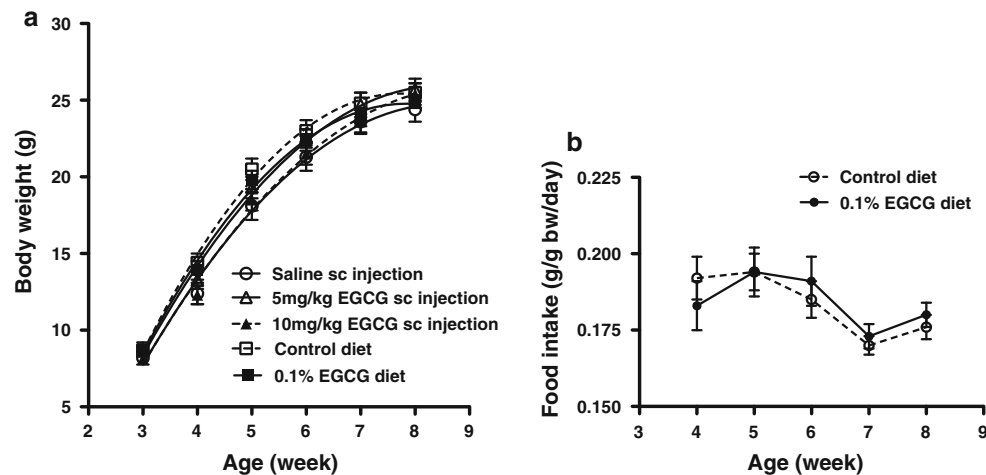 a
30
25
20
15
10
5
Body weight (g)
Saline sc injection
5mg/kg EGCG sc injection
10mg/kg EGCG sc injection
Control diet
0.1% EGCG diet
2 3 4 5 6 7 8 9
Age (week)
b
Control diet
0.1% EGCG diet
0.225
0.200
0.175
0.150
Food intake (g/g bw/day)
3 4 5 6 7 8 9
Age (week)